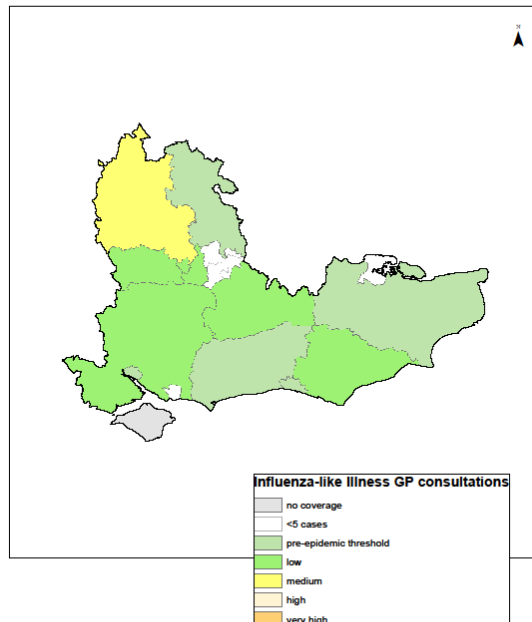 N
Influenza-like Illness GP consultations
no coverage
<5 cases
pre-epidemic threshold
low
medium
high
very high